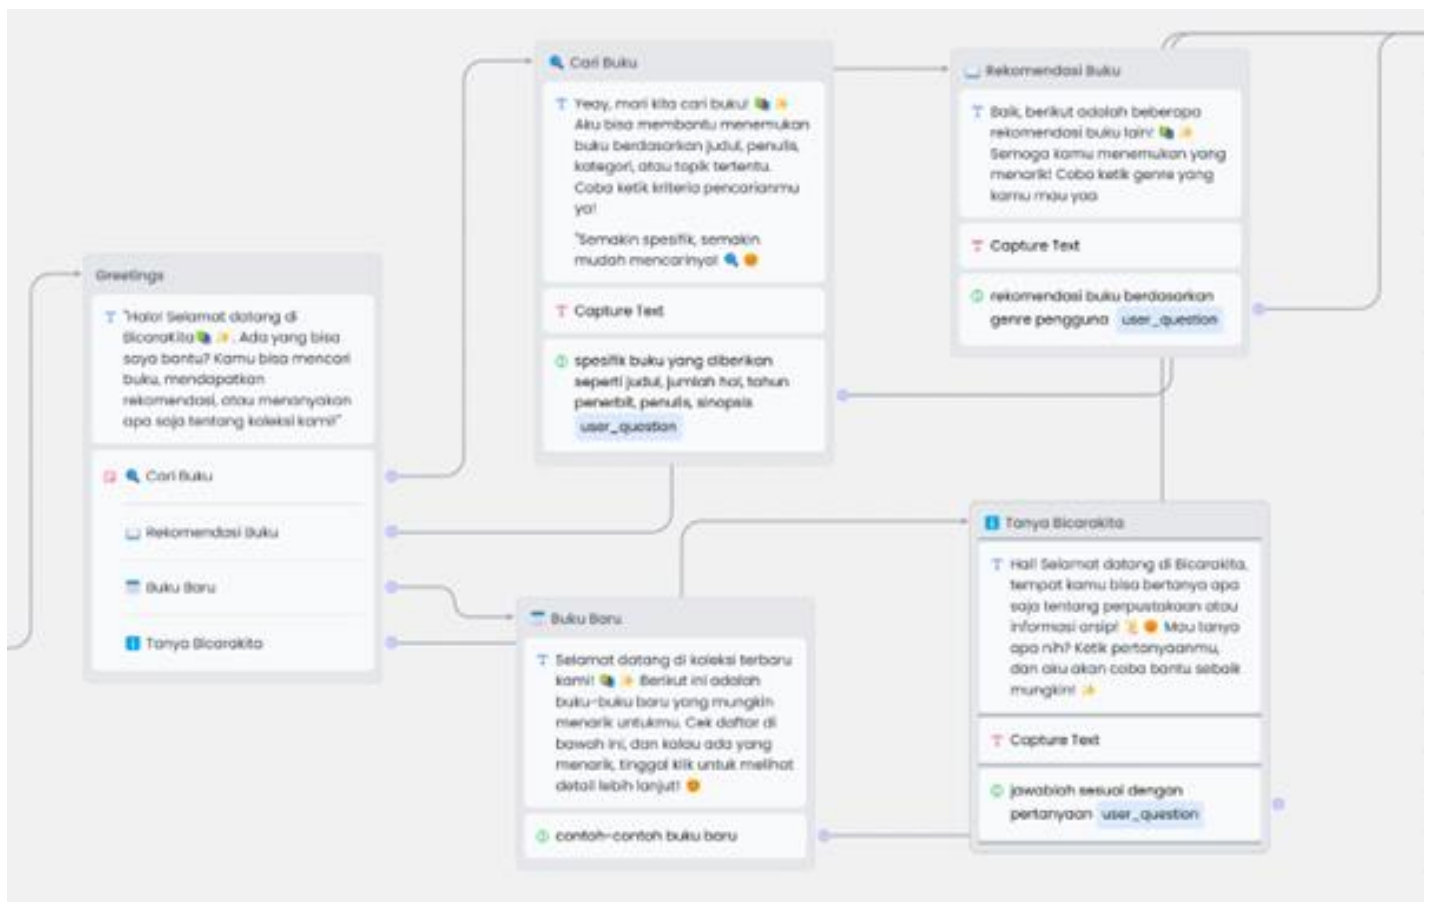 Greetings
"Halo! Selamat datang di
BicaraKita📚✨. Ada yang bisa
saya bantu? Kamu bisa mencari
buku, mendapatkan
rekomendasi, atau menanyakan
apa saja tentang koleksi kami!"
🔍 Cari Buku
📖 Rekomendasi Buku
🗓️ Buku Baru
ℹ️ Tanya Bicarakita
🔍 Cari Buku
Yeay, mari kita cari buku! 📚✨
Aku bisa membantu menemukan
buku berdasarkan judul, penulis,
kategori, atau topik tertentu.
Coba ketik kriteria pencarianmu
ya!
"Semakin spesifik, semakin
mudah mencarinya! 🔍😊
Capture Text
spesifik buku yang diberikan
seperti judul, jumlah hal, tahun
penerbit, penulis, sinopsis
user_question
📖 Rekomendasi Buku
Baik, berikut adalah beberapa
rekomendasi buku lain! 📚✨
Semoga kamu menemukan yang
menarik! Coba ketik genre yang
kamu mau yaa
Capture Text
rekomendasi buku berdasarkan
genre pengguna user_question
🗓️ Buku Baru
Selamat datang di koleksi terbaru
kami! 📚✨ Berikut ini adalah
buku-buku baru yang mungkin
menarik untukmu. Cek daftar di
bawah ini, dan kalau ada yang
menarik, tinggal klik untuk melihat
detail lebih lanjut! 😊
contoh-contoh buku baru
ℹ️ Tanya Bicarakita
Hai! Selamat datang di Bicarakita,
tempat kamu bisa bertanya apa
saja tentang perpustakaan atau
informasi arsip! 📜😊 Mau tanya
apa nih? Ketik pertanyaanmu,
dan aku akan coba bantu sebaik
mungkin! ✨
Capture Text
jawablah sesuai dengan
pertanyaan user_question